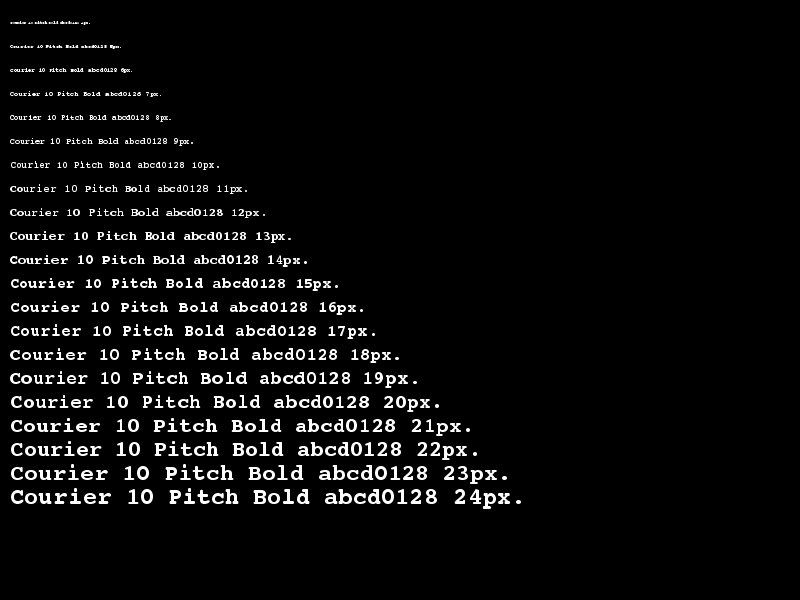 Courier 10 Pitch Bold abcd0128 4px.
Courier 10 Pitch Bold abcd0128 5px.
Courier 10 Pitch Bold abcd0128 6px.
Courier 10 Pitch Bold abcd0128 7px.
Courier 10 Pitch Bold abcd0128 8px.
Courier 10 Pitch Bold abcd0128 9px.
Courier 10 Pitch Bold abcd0128 10px.
Courier 10 Pitch Bold abcd0128 11px.
Courier 10 Pitch Bold abcd0128 12px.
Courier 10 Pitch Bold abcd0128 13px.
Courier 10 Pitch Bold abcd0128 14px.
Courier 10 Pitch Bold abcd0128 15px.
Courier 10 Pitch Bold abcd0128 16px.
Courier 10 Pitch Bold abcd0128 17px.
Courier 10 Pitch Bold abcd0128 18px.
Courier 10 Pitch Bold abcd0128 19px.
Courier 10 Pitch Bold abcd0128 20px.
Courier 10 Pitch Bold abcd0128 21px.
Courier 10 Pitch Bold abcd0128 22px.
Courier 10 Pitch Bold abcd0128 23px.
Courier 10 Pitch Bold abcd0128 24px.